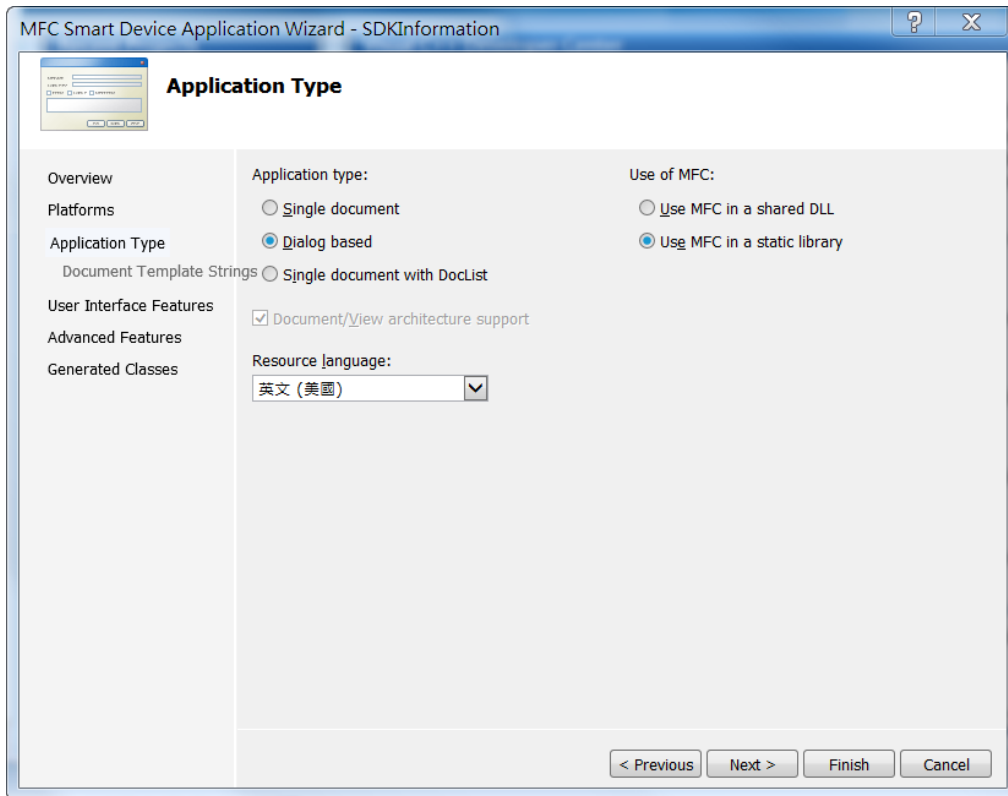 MFC Smart Device Application Wizard - SDKInformation
Application Type
Overview
Platforms
Application Type
Document Template Strings
User Interface Features
Advanced Features
Generated Classes
Application type:
Single document
Dialog based
Single document with DocList
Document/View architecture support
Resource language:
英文 (美國)
Use of MFC:
Use MFC in a shared DLL
Use MFC in a static library
< Previous
Next >
Finish
Cancel